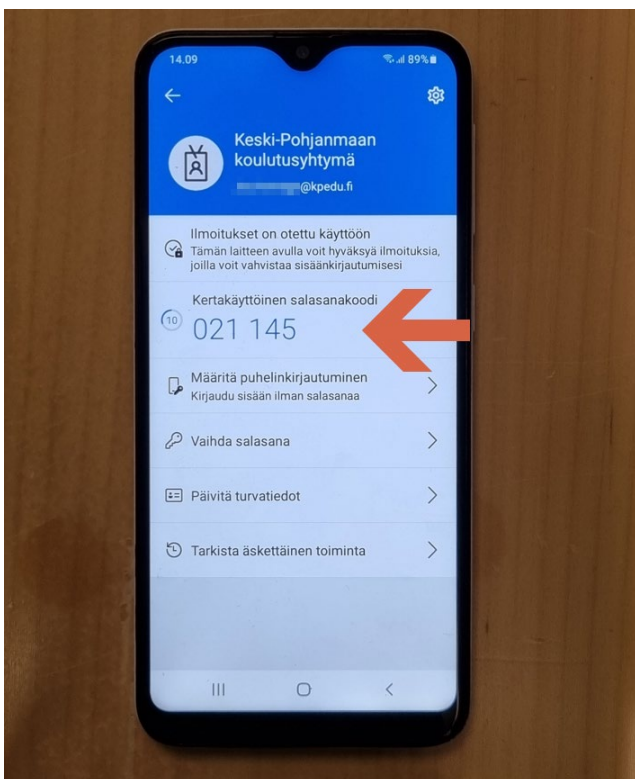 14.09 89%
Keski-Pohjanmaan
koulutusyhtymä
@kpedu.fi
Ilmoitukset on otettu käyttöön
Tämän laitteen avulla voit hyväksyä ilmoituksia,
joilla voit vahvistaa sisäänkirjautumisesi
Kertakäyttöinen salasanakoodi
10
021 145
Määritä puhelinkirjautuminen
Kirjaudu sisään ilman salasanaa
Vaihda salasana
Päivitä turvatiedot
Tarkista äskettäinen toiminta